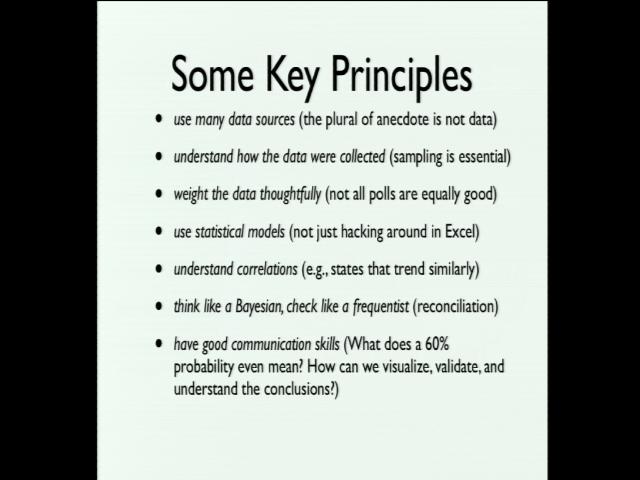 Some Key Principles
• use many data sources (the plural of anecdote is not data)
• understand how the data were collected (sampling is essential)
• weight the data thoughtfully (not all polls are equally good)
• use statistical models (not just hacking around in Excel)
• understand correlations (e.g., states that trend similarly)
• think like a Bayesian, check like a frequentist (reconciliation)
• have good communication skills (What does a 60%
probability even mean? How can we visualize, validate, and
understand the conclusions?)